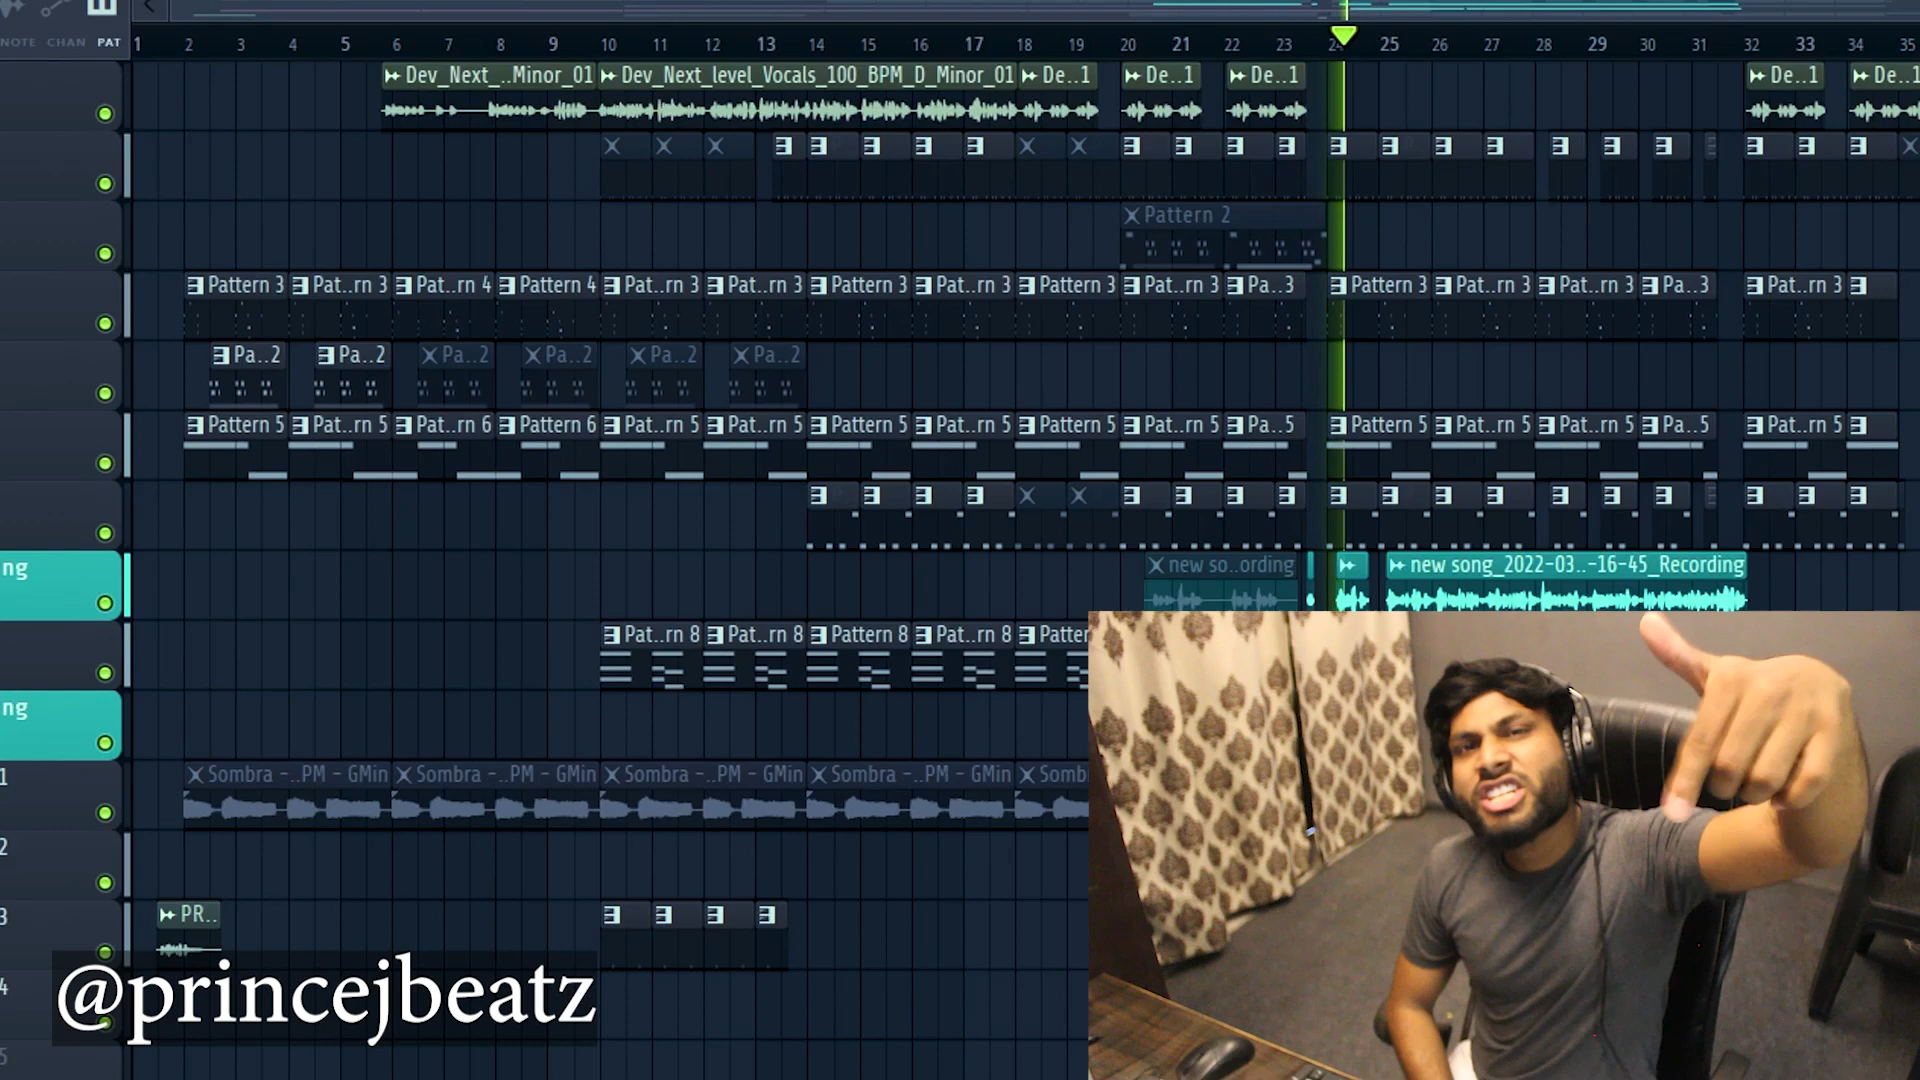 NOTE CHAN PAT
1 2 3 4 5 6 7 8 9 10 11 12 13 14 15 16 17 18 19 20 21 22 23 24 25 26 27 28 29 30 31 32 33 34 35
Dev_Next_..Minor_01 Dev_Next_level_Vocals_100_BPM_D_Minor_01 De..1 De..1 De..1 De..1 De..1
Pattern 2
Pattern 3 Pat..rn 3 Pat..rn 4 Pattern 4 Pat..rn 3 Pat..rn 3 Pattern 3 Pat..rn 3 Pattern 3 Pat..rn 3 Pa..3 Pattern 3 Pat..rn 3 Pat..rn 3 Pa..3 Pat..rn 3
Pa..2 Pa..2 Pa..2 Pa..2 Pa..2 Pa..2
Pattern 5 Pat..rn 5 Pat..rn 6 Pattern 6 Pat..rn 5 Pat..rn 5 Pattern 5 Pat..rn 5 Pattern 5 Pat..rn 5 Pa..5 Pattern 5 Pat..rn 5 Pat..rn 5 Pa..5 Pat..rn 5
ng new so..ording new song_2022-03..-16-45_Recording
Pat..rn 8 Pat..rn 8 Pattern 8 Pat..rn 8 Patter
ng
1 Sombra -..PM - GMin Sombra -..PM - GMin Sombra -..PM - GMin Sombra -..PM - GMin Somb
2
3 PR..
4
@princejbeatz
5